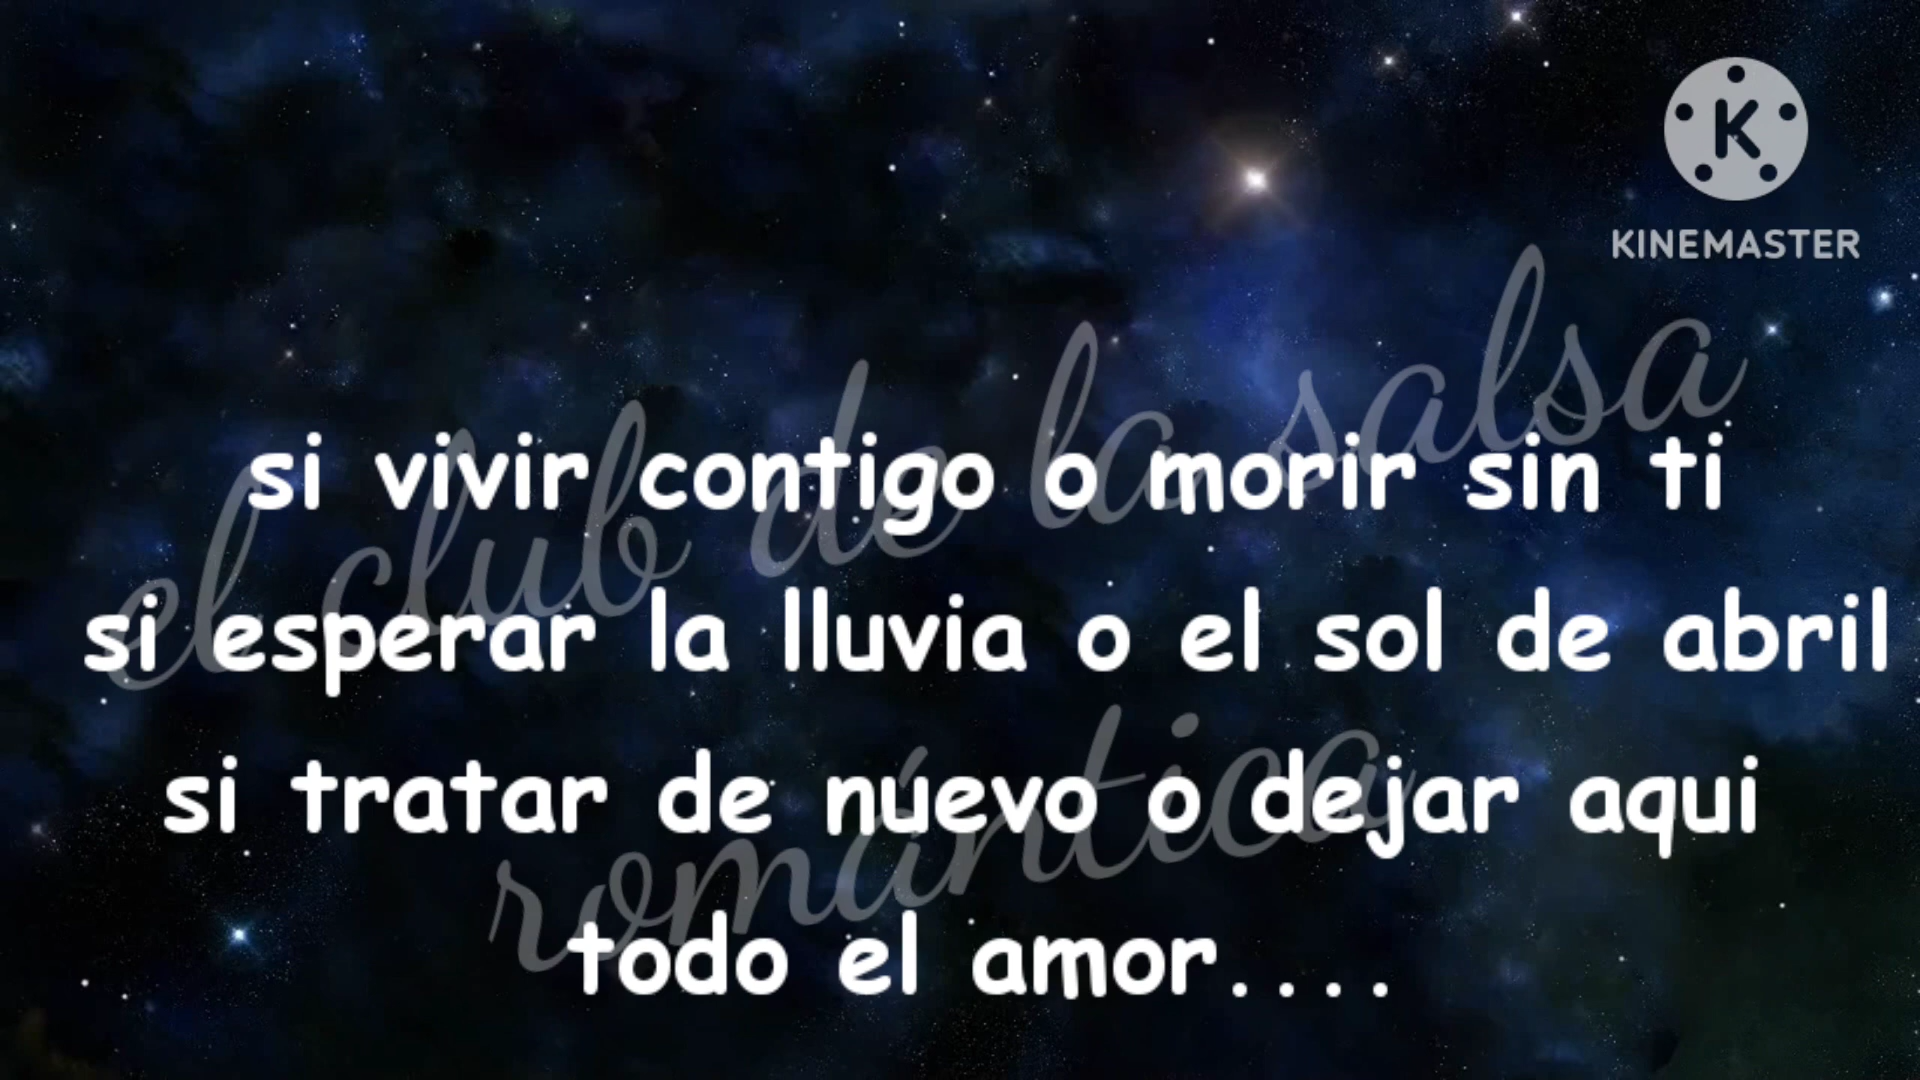 KINEMASTER
el club de la salsa
romántica
si vivir contigo o morir sin ti
si esperar la lluvia o el sol de abril
si tratar de nuevo o dejar aqui
todo el amor....